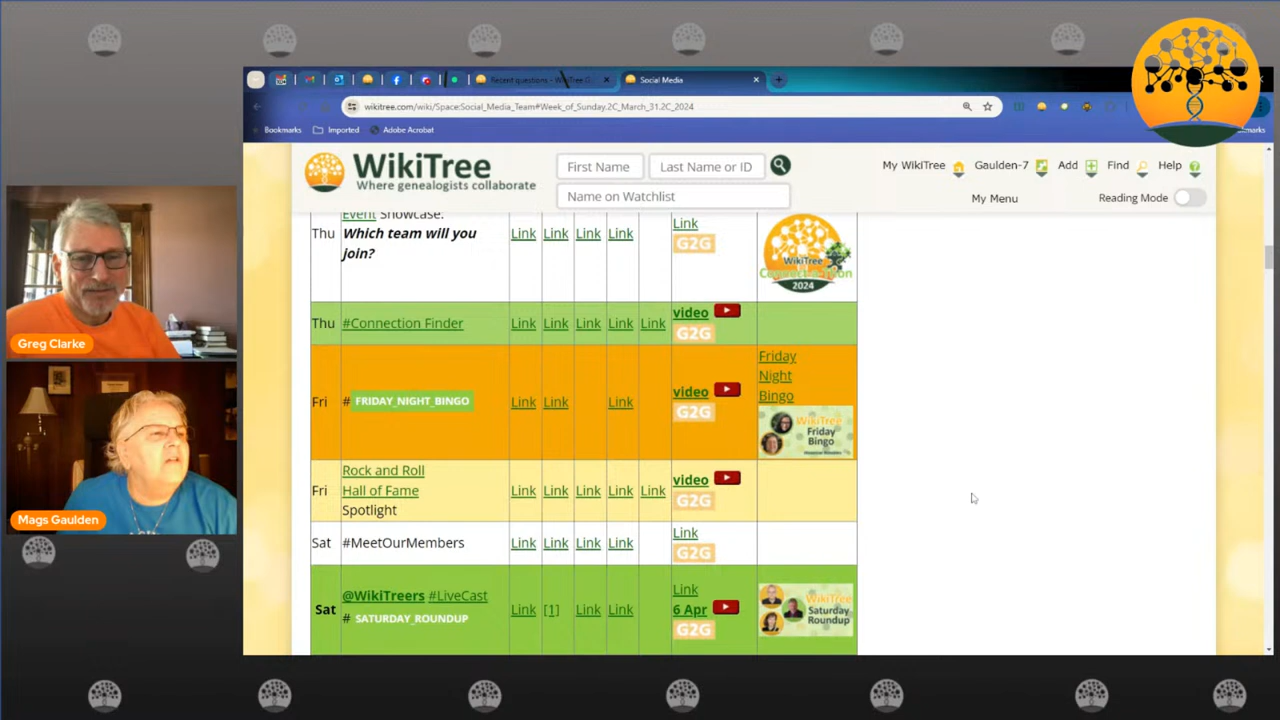 Recent questions - WikiTree G
Social Media
wikitree.com/wiki/Space:Social_Media_Team#Week_of_Sunday.2C_March_31.2C_2024
Bookmarks
Imported
Adobe Acrobat
WikiTree
Where genealogists collaborate
First Name
Last Name or ID
Name on Watchlist
My WikiTree
Gaulden-7
Add
Find
Help
My Menu
Reading Mode
Event Showcase:
Thu Which team will you join?
Link Link Link Link
Link
G2G
WikiTree
Connect-a-Thon
2024
Thu #Connection Finder Link Link Link Link Link video
G2G
Fri # FRIDAY_NIGHT_BINGO Link Link Link video
G2G
Friday
Night
Bingo
WikiTree
Friday
Bingo
Fri Rock and Roll
Hall of Fame
Spotlight
Link Link Link Link Link video
G2G
Sat #MeetOurMembers Link Link Link Link Link
G2G
Sat @WikiTreers #LiveCast
# SATURDAY_ROUNDUP
Link [1] Link Link Link
6 Apr
G2G
WikiTree
Saturday
Roundup
Greg Clarke
Mags Gaulden